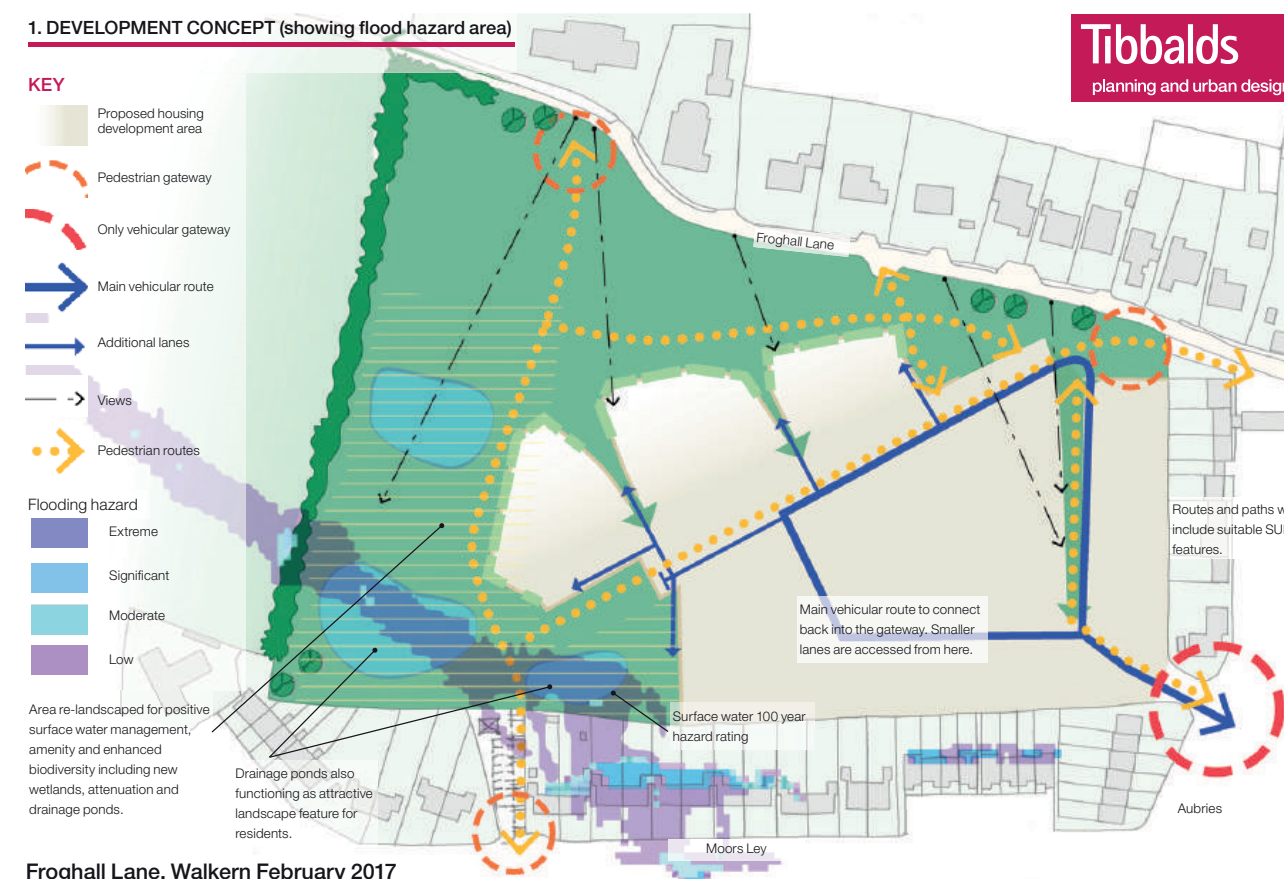 1. DEVELOPMENT CONCEPT (showing flood hazard area)
Tibbalds
planning and urban design
KEY
Proposed housing
development area
Pedestrian gateway
Only vehicular gateway
Main vehicular route
Additional lanes
Views
Pedestrian routes
Flooding hazard
Extreme
Significant
Moderate
Low
Froghall Lane
Routes and paths
include suitable
features.
Main vehicular route to connect
back into the gateway. Smaller
lanes are accessed from here.
Area re-landscaped for positive
surface water management,
amenity and enhanced
biodiversity including new
wetlands, attenuation and
drainage ponds.
Drainage ponds also
functioning as attractive
landscape feature for
residents.
Surface water 100 year
hazard rating
Aubries
Moors Ley
Froghall Lane, Walkern February 2017